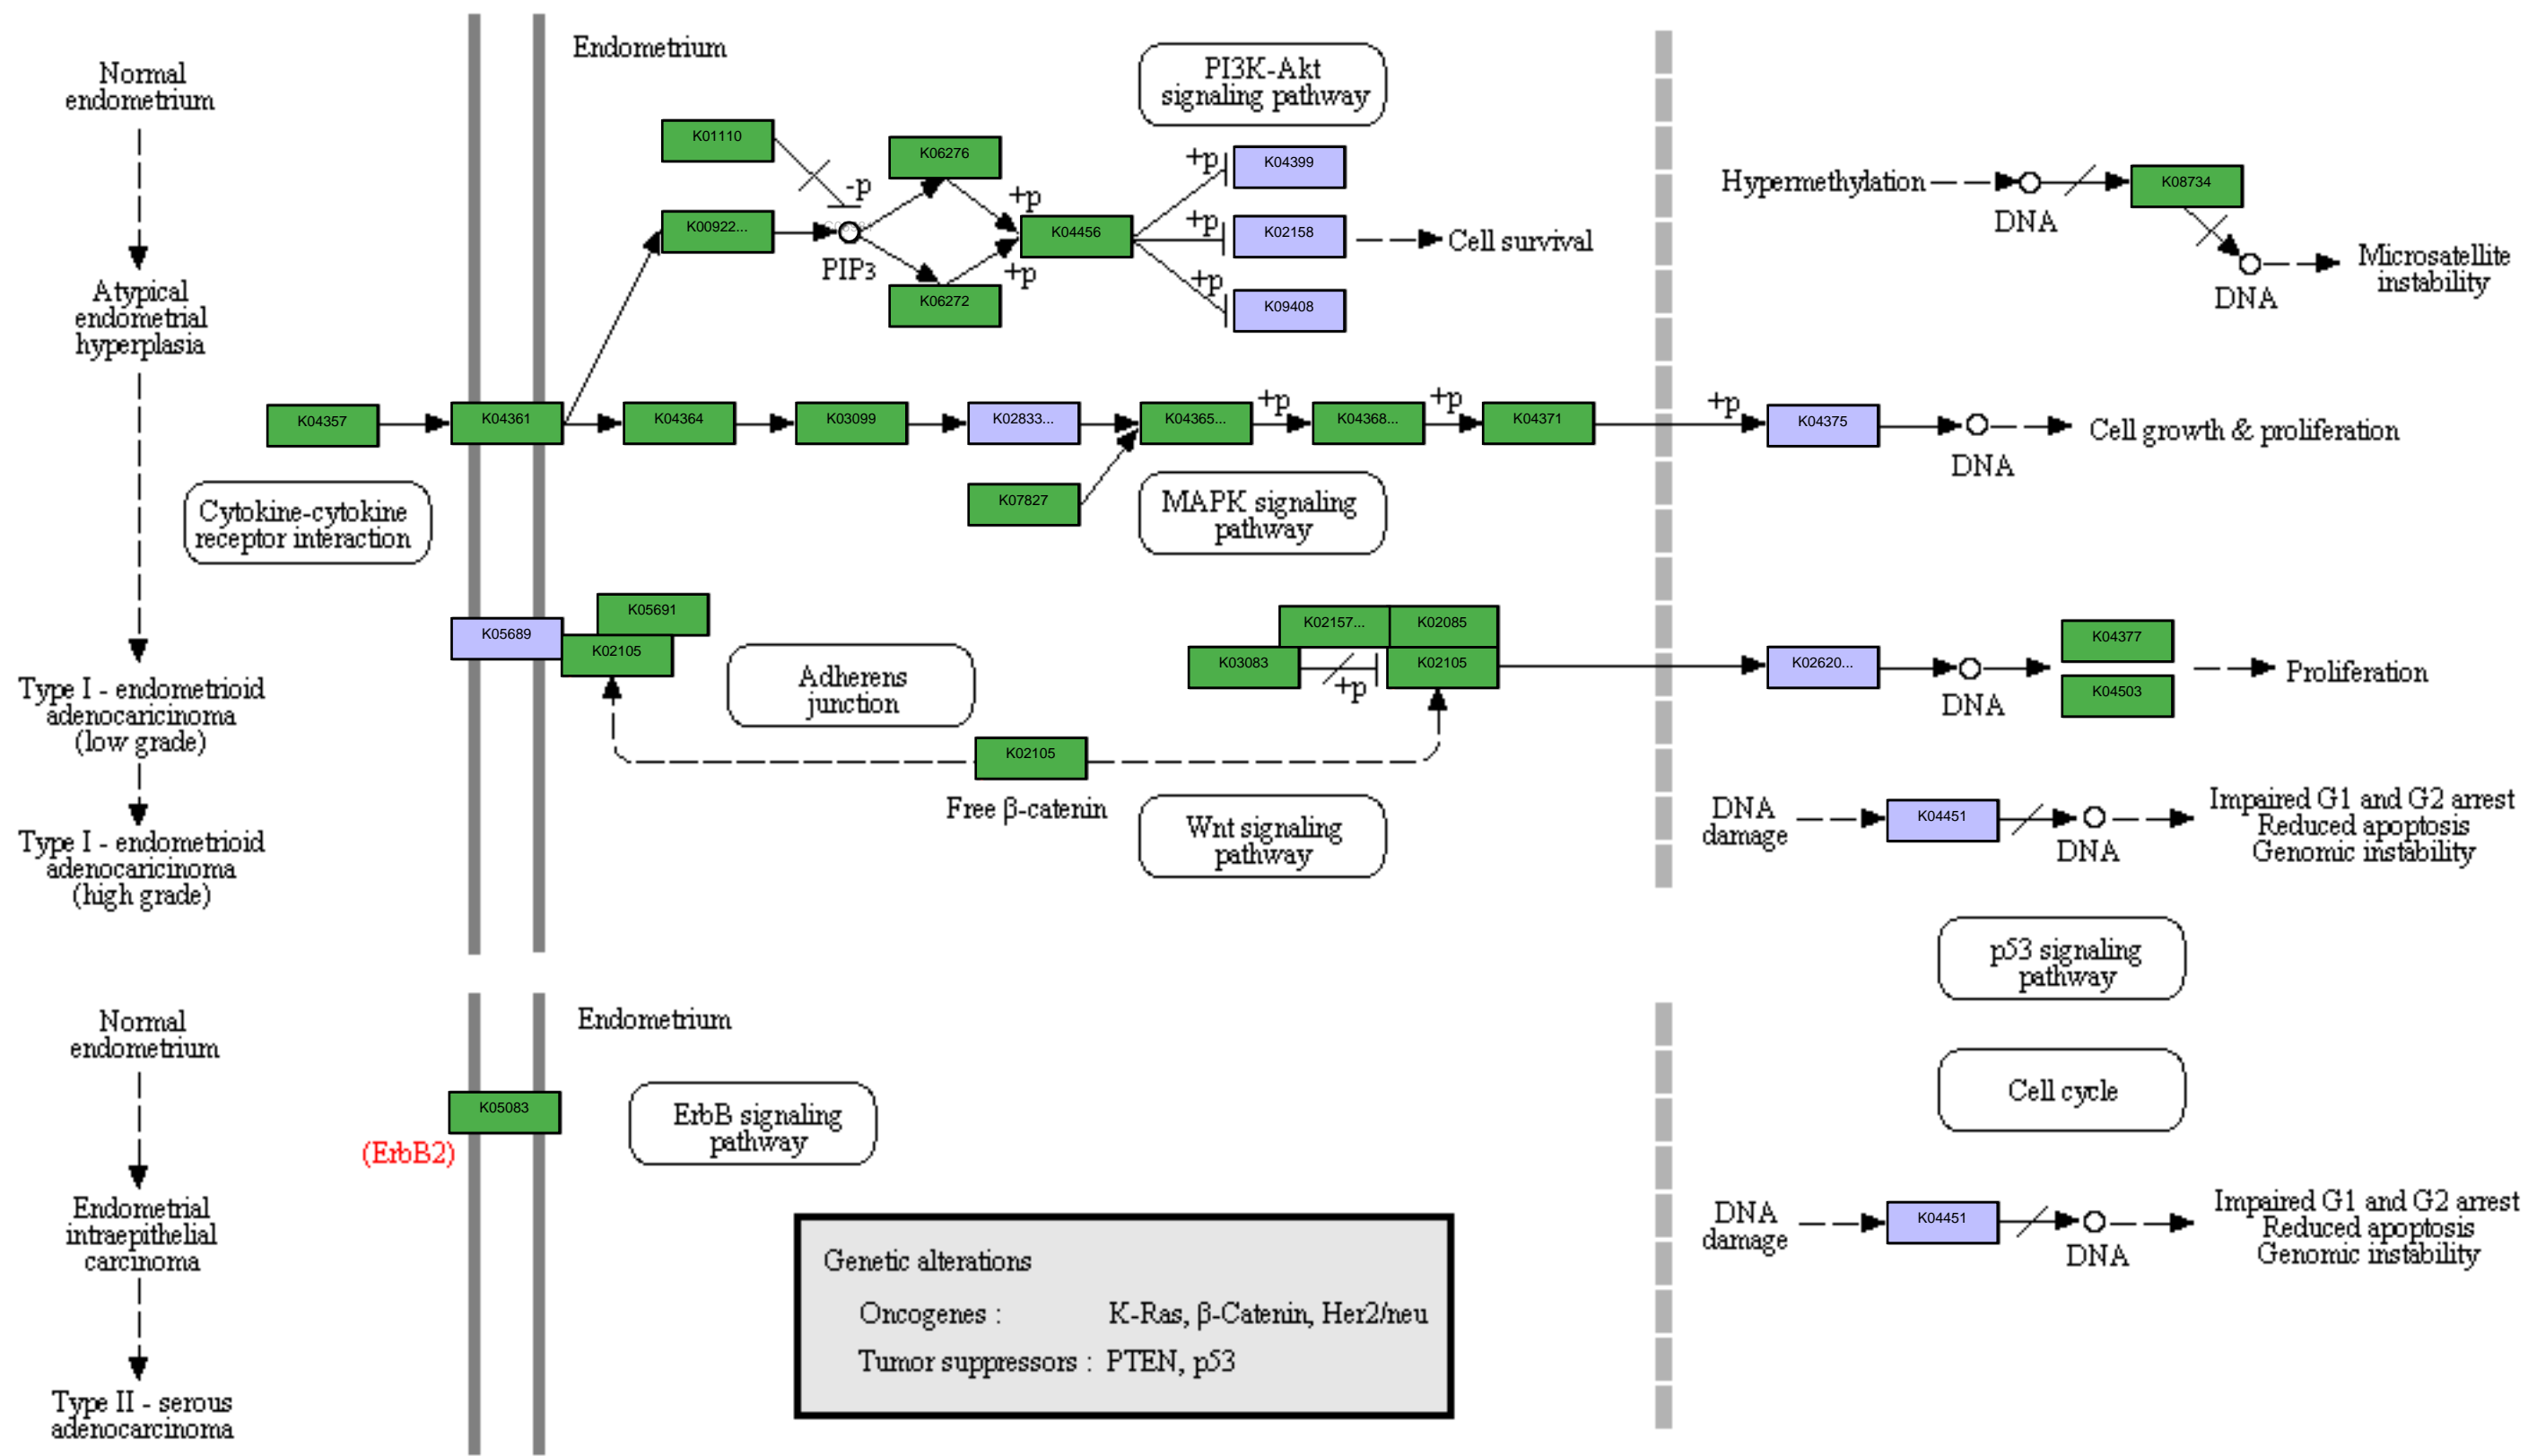 Normal
endometrium
Atypical
endometrial
hyperplasia
Type I - endometrioid
adenocaricinoma
(low grade)
Type I - endometrioid
adenocaricinoma
(high grade)
Endometrium
PI3K-Akt
signaling pathway
K01110
-p
K06276
+p
K00922...
PIP3
K06272
+p
K04456
+p
K04399
+p
K02158
+p
K09408
Cell survival
Hypermethylation
DNA
K08734
DNA
Microsatellite
instability
K04357
K04361
K04364
K03099
K02833...
K04365...
+p
K04368...
+p
K04371
+p
K04375
DNA
Cell growth & proliferation
K07827
Cytokine-cytokine
receptor interaction
MAPK signaling
pathway
K05689
K05691
K02105
Adherens
junction
K02157...
K02085
K03083
+p
K02105
K02620...
DNA
K04377
K04503
Proliferation
K02105
Free β-catenin
Wnt signaling
pathway
DNA
damage
K04451
DNA
Impaired G1 and G2 arrest
Reduced apoptosis
Genomic instability
p53 signaling
pathway
Cell cycle
Normal
endometrium
Endometrial
intraepithelial
carcinoma
Type II - serous
adenocarcinoma
Endometrium
K05083
(ErbB2)
ErbB signaling
pathway
DNA
damage
K04451
DNA
Impaired G1 and G2 arrest
Reduced apoptosis
Genomic instability
Genetic alterations
Oncogenes : K-Ras, β-Catenin, Her2/neu
Tumor suppressors : PTEN, p53